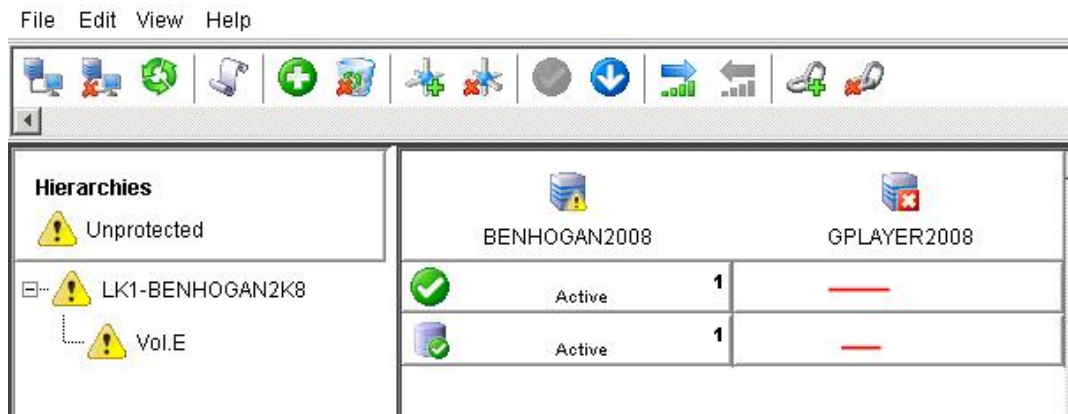 File Edit View Help
Hierarchies
Unprotected
BENHOGAN2008 GPLAYER2008
LK1-BENHOGAN2K8
Active 1
Vol.E
Active 1